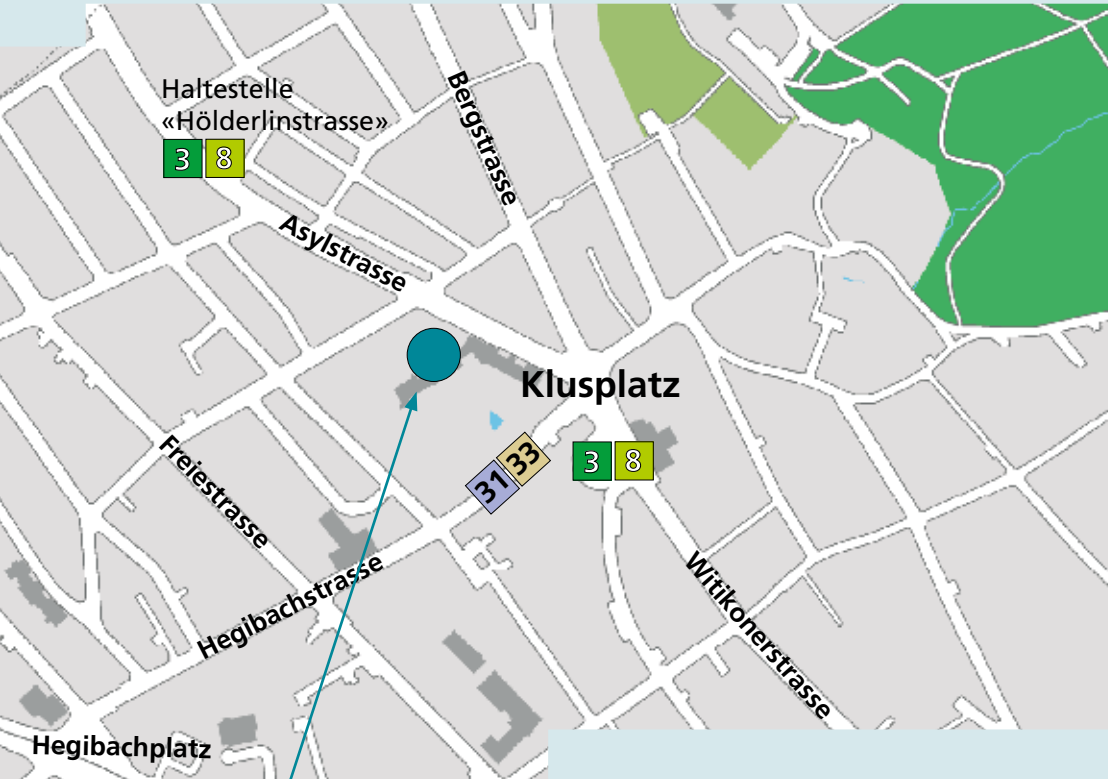 Haltestelle
«Hölderlinstrasse»
3 8
Bergstrasse
Asylstrasse
Klusplatz
31 33
3 8
Freiestrasse
Hegibachstrasse
Witikonerstrasse
Hegibachplatz